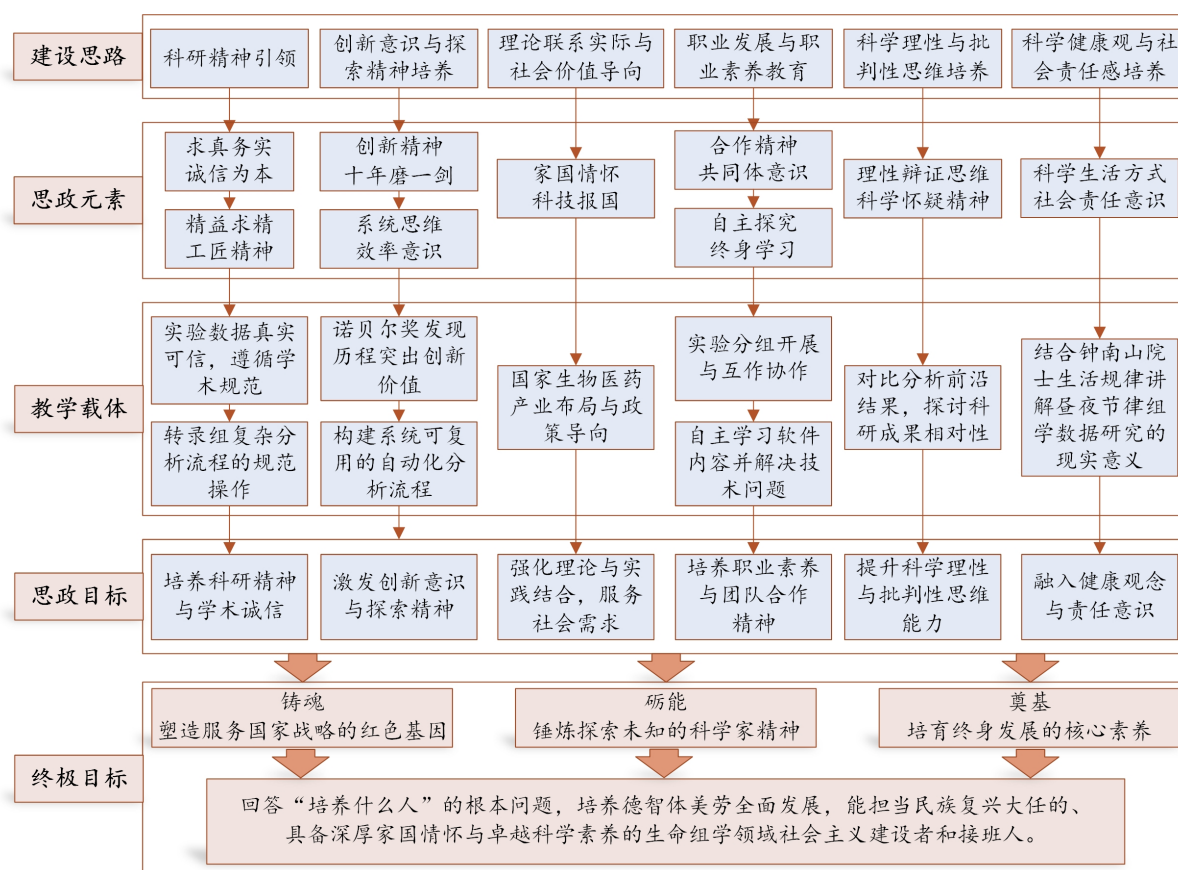 建设思路
科研精神引领
创新意识与探
索精神培养
理论联系实际与
社会价值导向
职业发展与职
业素养教育
科学理性与批
判性思维培养
科学健康观与社
会责任感培养
思政元素
求真务实
诚信为本
精益求精
工匠精神
创新精神
十年磨一剑
系统思维
效率意识
家国情怀
科技报国
合作精神
共同体意识
自主探究
终身学习
理性辩证思维
科学怀疑精神
科学生活方式
社会责任意识
教学载体
实验数据真实
可信，遵循学
术规范
转录组复杂分
析流程的规范
操作
诺贝尔奖发现
历程突出创新
价值
构建系统可复
用的自动化分
析流程
国家生物医药
产业布局与政
策导向
实验分组开展
与互作协作
自主学习软件
内容并解决技
术问题
对比分析前沿
结果，探讨科
研成果相对性
结合钟南山院
士生活规律讲
解昼夜节律组
学数据研究的
现实意义
思政目标
培养科研精神
与学术诚信
激发创新意识
与探索精神
强化理论与实
践结合，服务
社会需求
培养职业素养
与团队合作
精神
提升科学理性
与批判性思维
能力
融入健康观念
与责任意识
终极目标
铸魂
塑造服务国家战略的红色基因
砺能
锤炼探索未知的科学家精神
奠基
培育终身发展的核心素养
回答“培养什么人”的根本问题，培养德智体美劳全面发展，能担当民族复兴大任的、
具备深厚家国情怀与卓越科学素养的生命组学领域社会主义建设者和接班人。